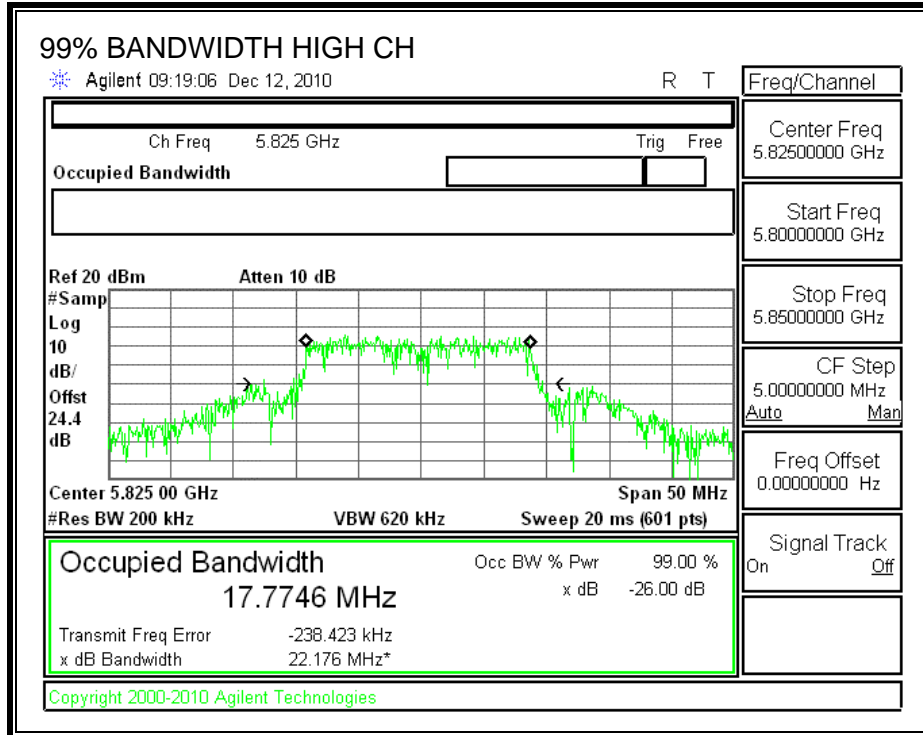 99% BANDWIDTH HIGH CH
Agilent 09:19:06 Dec 12, 2010 R T
Freq/Channel
Ch Freq 5.825 GHz Trig Free
Occupied Bandwidth
Center Freq
5.82500000 GHz
Start Freq
5.80000000 GHz
Stop Freq
5.85000000 GHz
CF Step
5.00000000 MHz
Auto Man
Freq Offset
0.00000000 Hz
Signal Track
On Off
Ref 20 dBm Atten 10 dB
#Samp
Log
10
dB/
Offst
24.4
dB
Center 5.825 00 GHz Span 50 MHz
#Res BW 200 kHz VBW 620 kHz Sweep 20 ms (601 pts)
Occupied Bandwidth Occ BW % Pwr 99.00 %
17.7746 MHz x dB -26.00 dB
Transmit Freq Error -238.423 kHz
x dB Bandwidth 22.176 MHz*
Copyright 2000-2010 Agilent Technologies